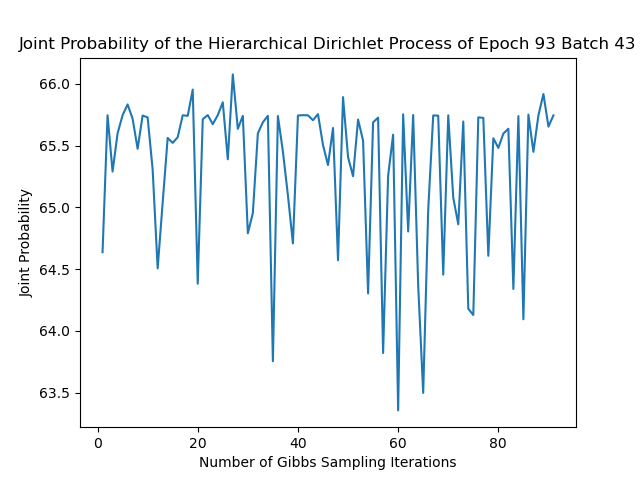 Joint Probability of the Hierarchical Dirichlet Process of Epoch 93 Batch 43
66.0
65.5
65.0
64.5
64.0
63.5
Joint Probability
0 20 40 60 80
Number of Gibbs Sampling Iterations